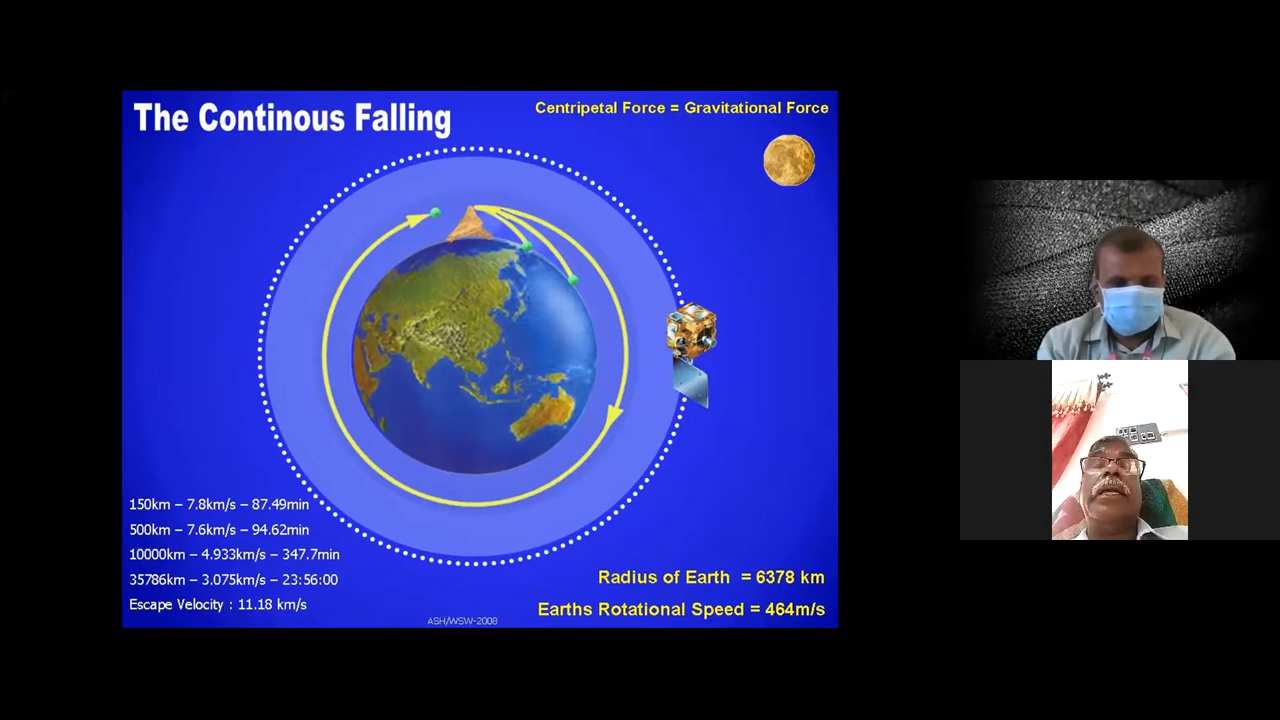 The Continous Falling
Centripetal Force = Gravitational Force
150km – 7.8km/s – 87.49min
500km – 7.6km/s – 94.62min
10000km – 4.933km/s – 347.7min
35786km – 3.075km/s – 23:56:00
Escape Velocity : 11.18 km/s
Radius of Earth = 6378 km
Earths Rotational Speed = 464m/s
ASH/WSW-2008